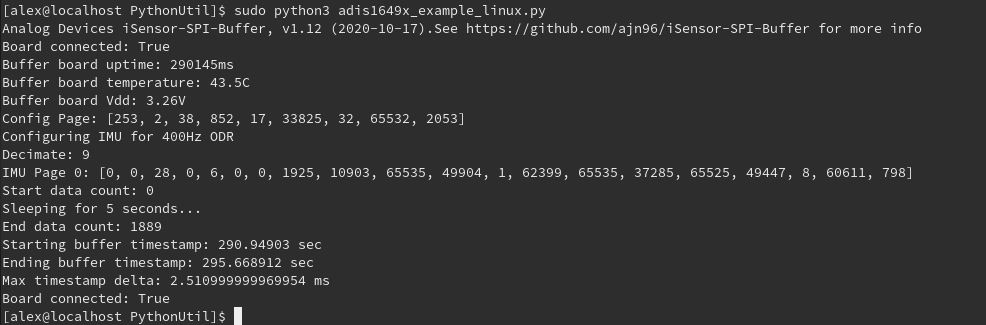 [alex@localhost PythonUtil]$ sudo python3 adis1649x_example_linux.py
Analog Devices iSensor-SPI-Buffer, v1.12 (2020-10-17).See https://github.com/ajn96/iSensor-SPI-Buffer for more info
Board connected: True
Buffer board uptime: 290145ms
Buffer board temperature: 43.5C
Buffer board Vdd: 3.26V
Config Page: [253, 2, 38, 852, 17, 33825, 32, 65532, 2053]
Configuring IMU for 400Hz ODR
Decimate: 9
IMU Page 0: [0, 0, 28, 0, 6, 0, 0, 1925, 10903, 65535, 49904, 1, 62399, 65535, 37285, 65525, 49447, 8, 60611, 798]
Start data count: 0
Sleeping for 5 seconds...
End data count: 1889
Starting buffer timestamp: 290.94903 sec
Ending buffer timestamp: 295.668912 sec
Max timestamp delta: 2.510999999969954 ms
Board connected: True
[alex@localhost PythonUtil]$